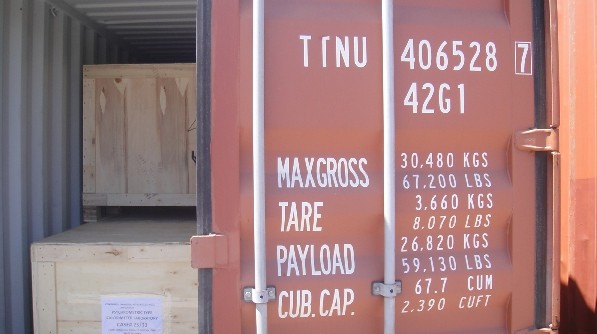 TTNU 406528 7
42G1
MAXGROSS 30,480 KGS
67,200 LBS
TARE 3,660 KGS
8,070 LBS
PAYLOAD 26,820 KGS
59,130 LBS
CUB. CAP. 67.7 CUM
2,390 CUFT